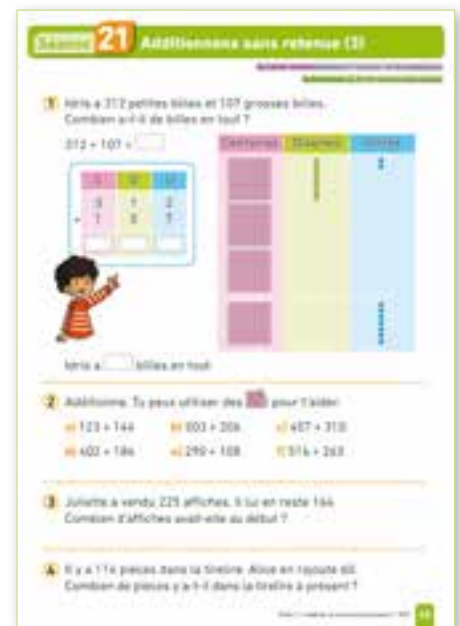 Séance 21 Additionnons sans retenue (3)
1 Idris a 312 petites billes et 107 grosses billes.
Combien a-t-il de billes en tout ?
312 + 107 =
Centaines Dizaines Unités
C D U
3 1 2
+ 1 0 7
Idris a billes en tout.
2 Additionne. Tu peux utiliser des pour t'aider.
a) 123 + 144 b) 503 + 206 c) 457 + 310
d) 402 + 186 e) 290 + 108 f) 516 + 263
3 Juliette a vendu 225 affiches. Il lui en reste 164.
Combien d'affiches avait-elle au début ?
4 Il y a 114 pièces dans la tirelire. Alice en rajoute 60.
Combien de pièces y a-t-il dans la tirelire à présent ?